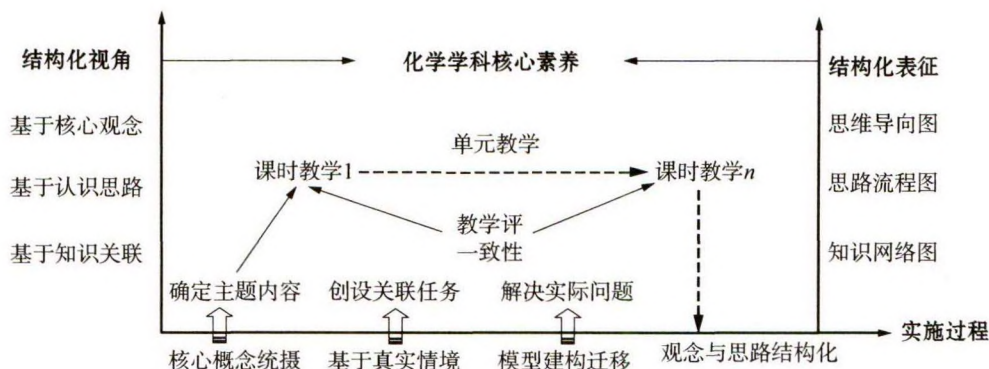 结构化视角
化学学科核心素养
结构化表征
基于核心观念
思维导向图
单元教学
课时教学1
课时教学n
基于认识思路
思路流程图
教学评
一致性
基于知识关联
知识网络图
确定主题内容
创设关联任务
解决实际问题
实施过程
核心概念统摄
基于真实情境
模型建构迁移
观念与思路结构化